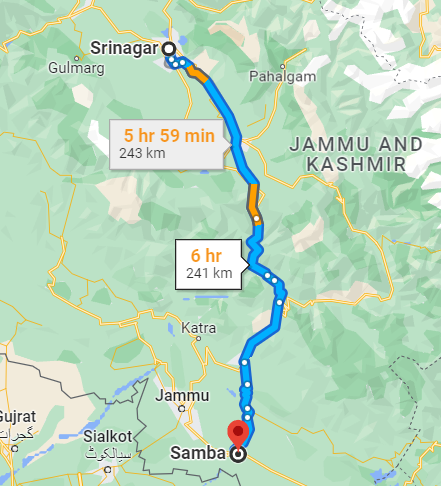 Srinagar
Gulmarg
Pahalgam
5 hr 59 min
243 km
JAMMU AND
KASHMIR
6 hr
241 km
Katra
Jammu
Gujrat
گجرات
Sialkot
سیالکوٹ
Samba